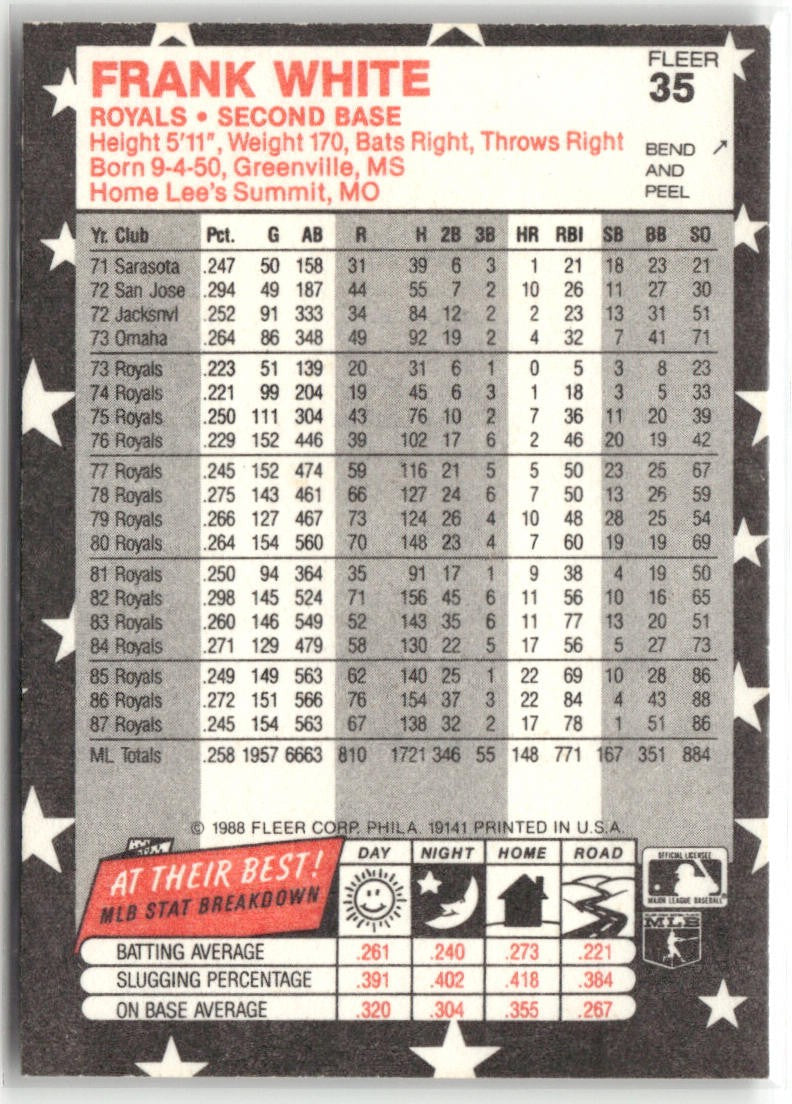 FRANK WHITE
FLEER
35
ROYALS • SECOND BASE
Height 5'11", Weight 170, Bats Right, Throws Right
Born 9-4-50, Greenville, MS
Home Lee's Summit, MO
BEND
AND
PEEL
Yr. Club Pct. G AB R H 2B 3B HR RBI SB BB SO
71 Sarasota .247 50 158 31 39 6 3 1 21 18 23 21
72 San Jose .294 49 187 44 55 7 2 10 26 11 27 30
72 Jacksnvl .252 91 333 34 84 12 2 2 23 13 31 51
73 Omaha .264 86 348 49 92 19 2 4 32 7 41 71
73 Royals .223 51 139 20 31 6 1 0 5 3 8 23
74 Royals .221 99 204 19 45 6 3 1 18 3 5 33
75 Royals .250 111 304 43 76 10 2 7 36 11 20 39
76 Royals .229 152 446 39 102 17 6 2 46 20 19 42
77 Royals .245 152 474 59 116 21 5 5 50 23 25 67
78 Royals .275 143 461 66 127 24 6 7 50 13 26 59
79 Royals .266 127 467 73 124 26 4 10 48 28 25 54
80 Royals .264 154 560 70 148 23 4 7 60 19 19 69
81 Royals .250 94 364 35 91 17 1 9 38 4 19 50
82 Royals .298 145 524 71 156 45 6 11 56 10 16 65
83 Royals .260 146 549 52 143 35 6 11 77 13 20 51
84 Royals .271 129 479 58 130 22 5 17 56 5 27 73
85 Royals .249 149 563 62 140 25 1 22 69 10 28 86
86 Royals .272 151 566 76 154 37 3 22 84 4 43 88
87 Royals .245 154 563 67 138 32 2 17 78 1 51 86
ML Totals .258 1957 6663 810 1721 346 55 148 771 167 351 884
© 1988 FLEER CORP. PHILA. 19141 PRINTED IN U.S.A.
AT THEIR BEST!
MLB STAT BREAKDOWN
DAY NIGHT HOME ROAD
OFFICIAL LICENSEE
MAJOR LEAGUE BASEBALL
MLB
BATTING AVERAGE .261 .240 .273 .221
SLUGGING PERCENTAGE .391 .402 .418 .384
ON BASE AVERAGE .320 .304 .355 .267